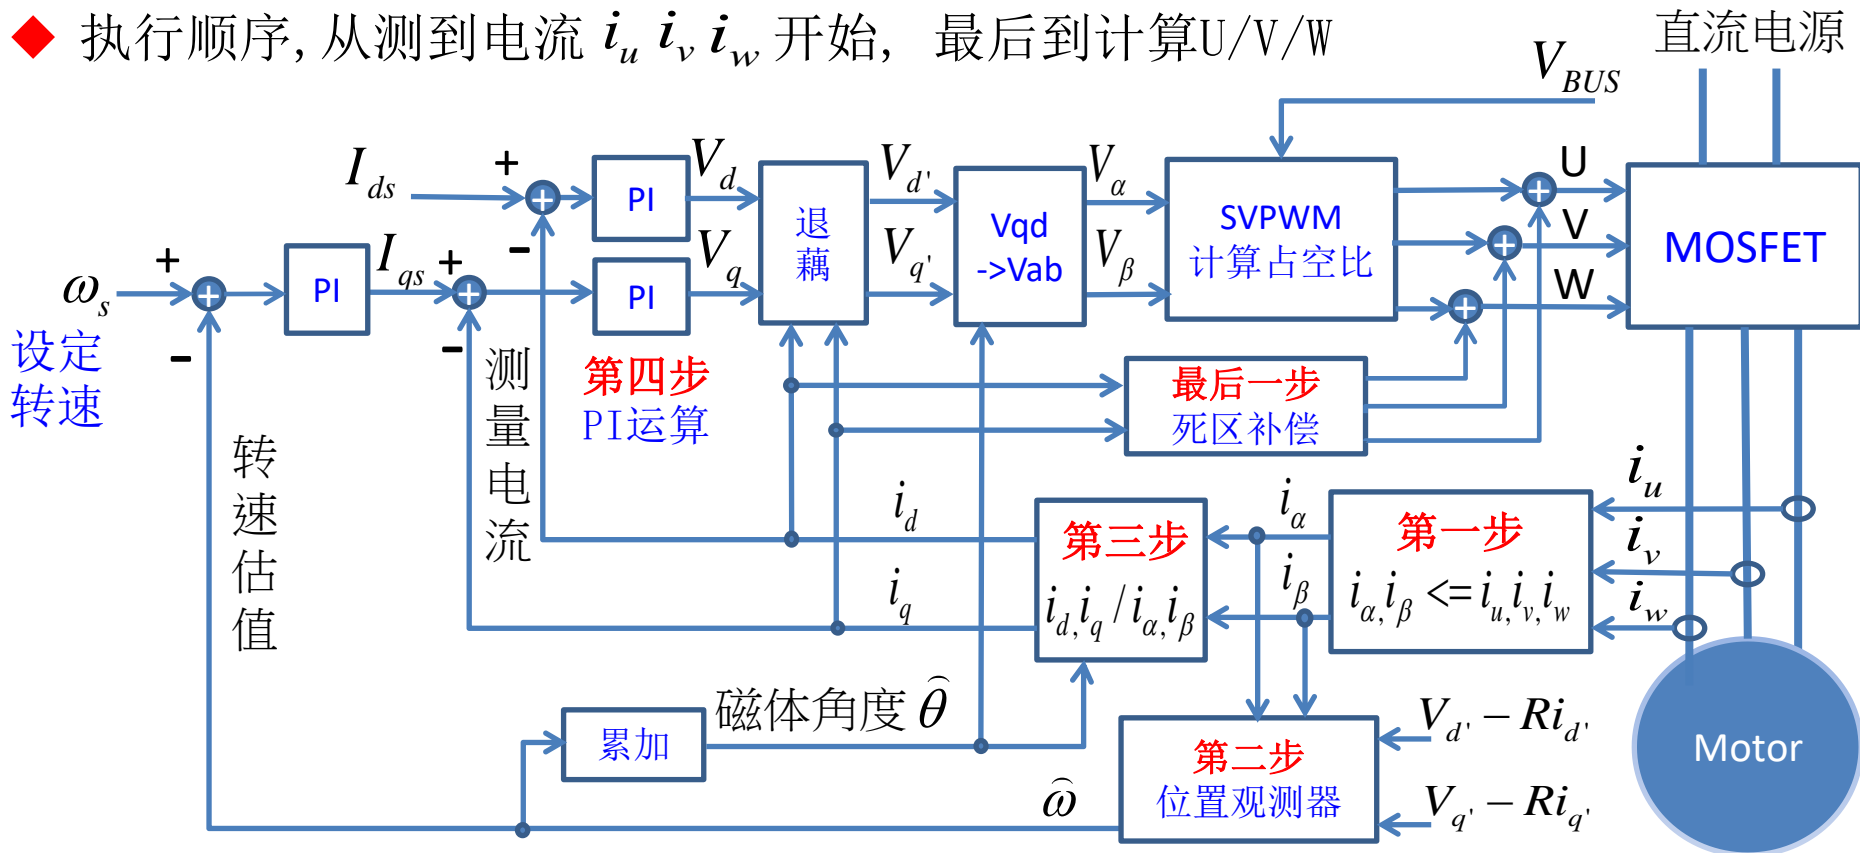 执行顺序,从测到电流 i_u i_v i_w 开始, 最后到计算U/V/W
直流电源
V_BUS
I_ds
+
-
PI
V_d
退藕
V_d'
Vqd
->Vab
V_α
SVPWM
计算占空比
U
V
W
MOSFET
ω_s
设定
转速
+
-
PI
I_qs
+
-
PI
V_q
V_q'
V_β
测量电流
第四步
PI运算
最后一步
死区补偿
转速估值
i_d
i_q
第三步
i_d,i_q / i_α,i_β
i_α
i_β
第一步
i_α,i_β <= i_u,i_v,i_w
i_u
i_v
i_w
累加
磁体角度 θ̂
ω̂
第二步
位置观测器
V_d' − Ri_d'
V_q' − Ri_q'
Motor